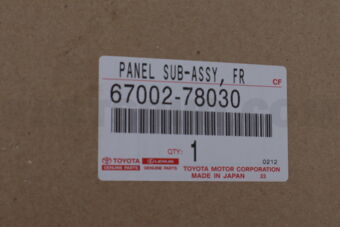 PANEL SUB-ASSY, FR
CF
67002-78030
QTY: 1
0212
TOYOTA LEXUS
GENUINE PARTS GENUINE PARTS
TOYOTA MOTOR CORPORATION
MADE IN JAPAN 33